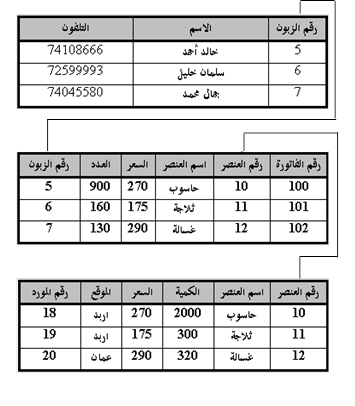 رقم الزبون الاسم التلفون
5 خالد أحمد 74108666
6 سلمان خليل 72599993
7 جمال محمد 74045580
رقم الفاتورة رقم العنصر اسم العنصر السعر العدد رقم الزبون
100 10 حاسوب 270 900 5
101 11 ثلاجة 175 160 6
102 12 غسالة 290 130 7
رقم العنصر اسم العنصر الكمية السعر الموقع رقم المورد
10 حاسوب 2000 270 اربد 18
11 ثلاجة 300 175 اربد 19
12 غسالة 320 290 عمان 20